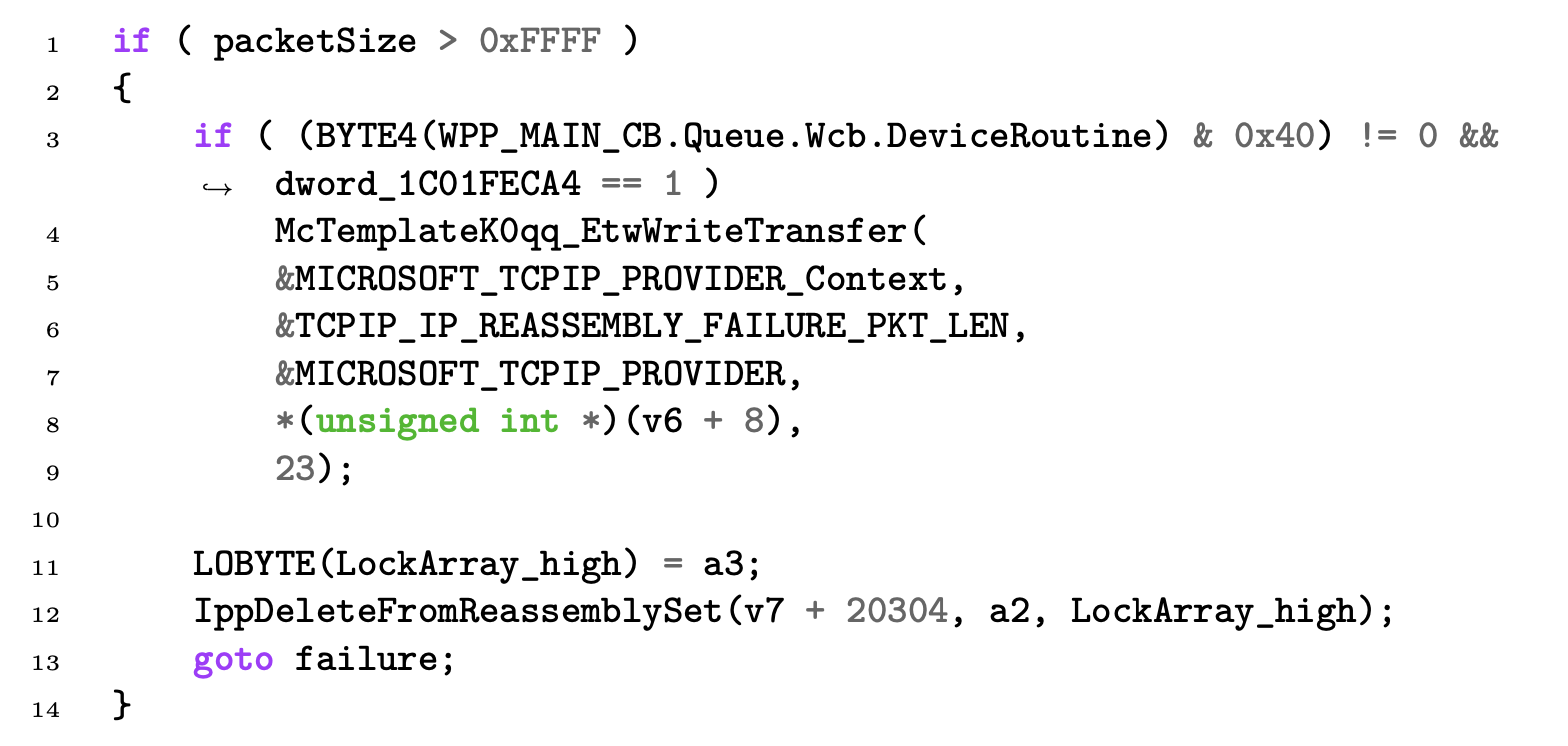 1 if ( packetSize > 0xFFFF )
2 {
3 if ( (BYTE4(WPP_MAIN_CB.Queue.Wcb.DeviceRoutine) & 0x40) != 0 &&
↪ dword_1C01FECA4 == 1 )
4 McTemplateK0qq_EtwWriteTransfer(
5 &MICROSOFT_TCPIP_PROVIDER_Context,
6 &TCPIP_IP_REASSEMBLY_FAILURE_PKT_LEN,
7 &MICROSOFT_TCPIP_PROVIDER,
8 *(unsigned int *)(v6 + 8),
9 23);
10
11 LOBYTE(LockArray_high) = a3;
12 IppDeleteFromReassemblySet(v7 + 20304, a2, LockArray_high);
13 goto failure;
14 }